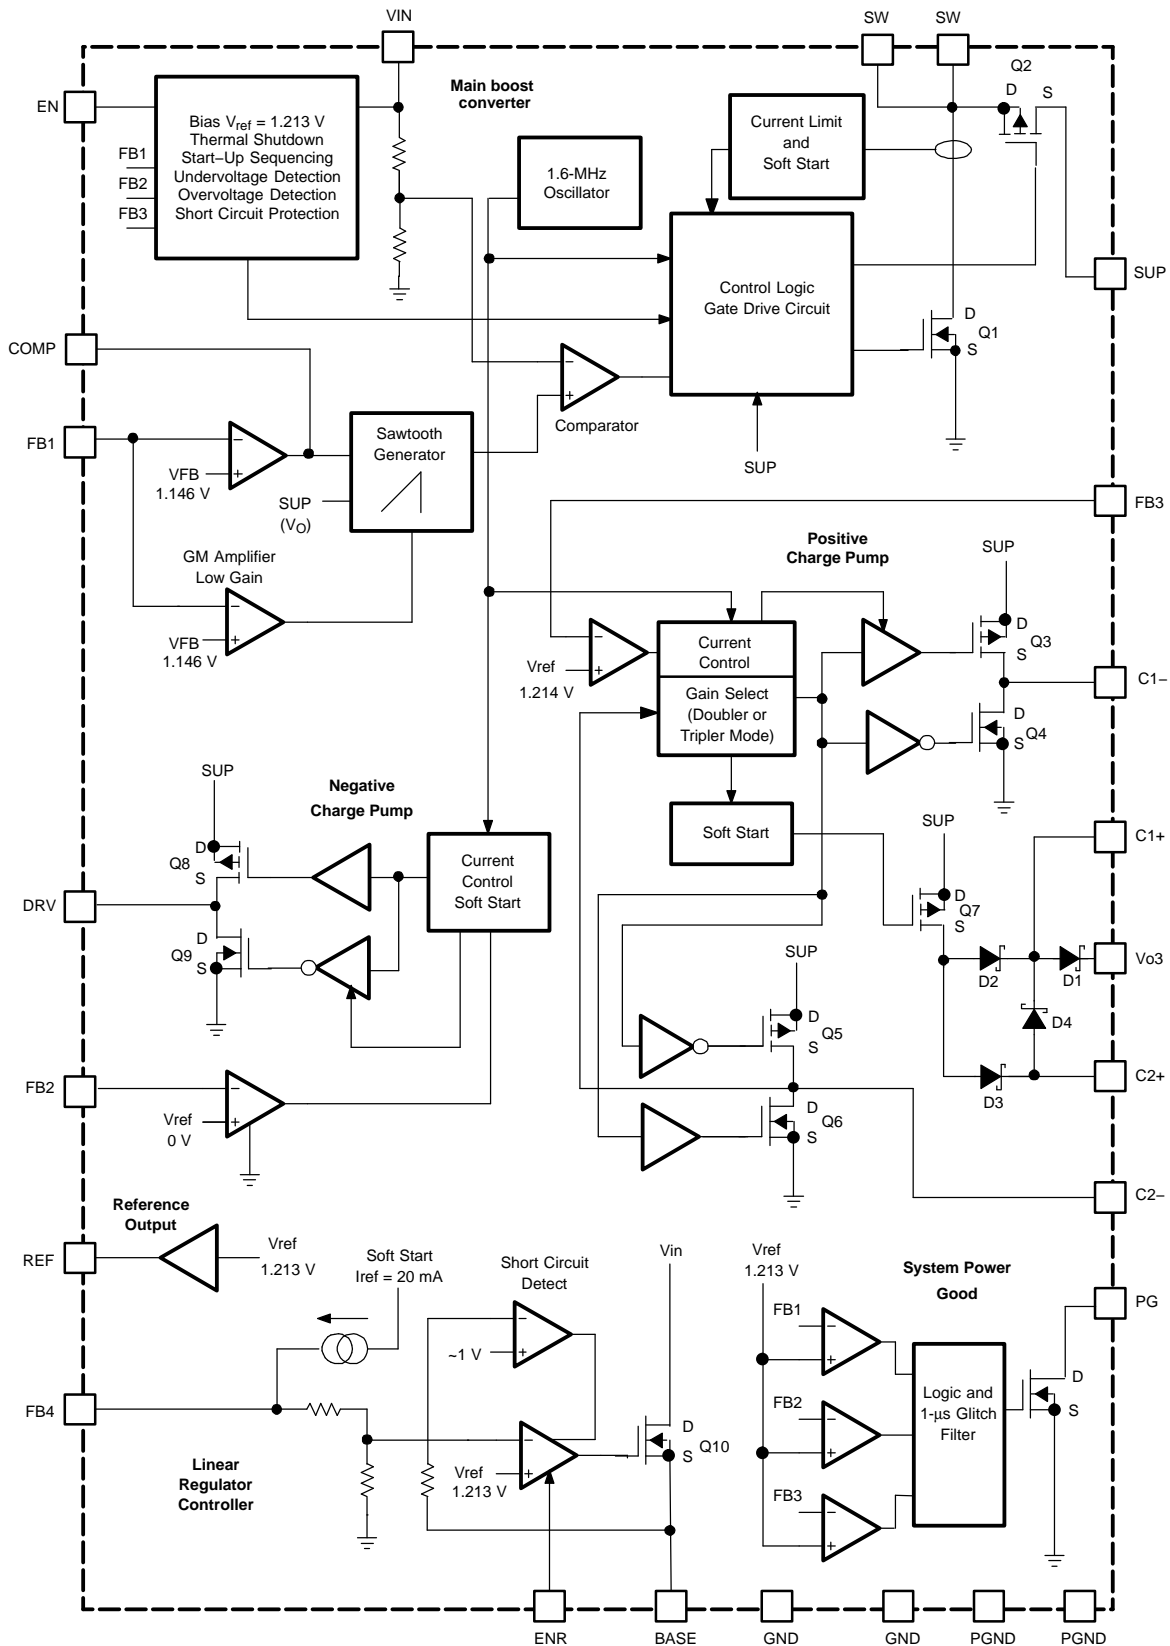 VIN
SW
SW
Main boost
converter
Q2
D
S
EN
Bias Vref = 1.213 V
Thermal Shutdown
Start–Up Sequencing
Undervoltage Detection
Overvoltage Detection
Short Circuit Protection
FB1
FB2
FB3
1.6-MHz
Oscillator
Current Limit
and
Soft Start
SUP
Control Logic
Gate Drive Circuit
D
Q1
S
COMP
−
+
Comparator
SUP
FB1
−
+
VFB
1.146 V
Sawtooth
Generator
SUP
(VO)
FB3
GM Amplifier
Low Gain
−
+
VFB
1.146 V
Positive
Charge Pump
SUP
−
+
Vref
1.214 V
Current
Control
Gain Select
(Doubler or
Tripler Mode)
D
Q3
S
C1–
D
Q4
S
SUP
Negative
Charge Pump
Soft Start
SUP
C1+
D
Q8
S
Current
Control
Soft Start
DRV
D
Q9
S
D
Q7
S
D2
D1
Vo3
SUP
D
Q5
S
D4
FB2
−
+
Vref
0 V
D3
C2+
D
Q6
S
C2–
Reference
Output
REF
Vref
1.213 V
Soft Start
Iref = 20 mA
Short Circuit
Detect
Vin
Vref
1.213 V
System Power
Good
PG
−
+
~1 V
FB1
−
+
FB4
−
+
Vref
1.213 V
D
Q10
S
FB2
−
+
Logic and
1-μs Glitch
Filter
D
S
Linear
Regulator
Controller
FB3
−
+
ENR
BASE
GND
GND
PGND
PGND